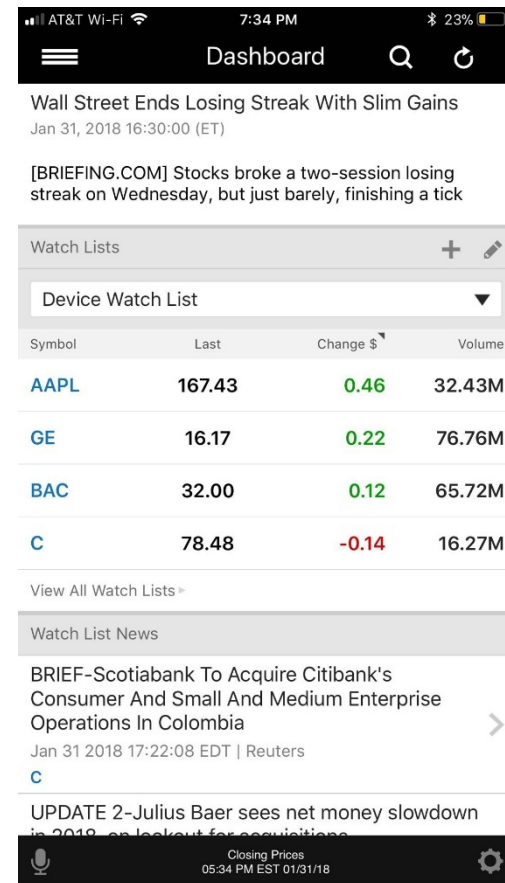 AT&T Wi-Fi 7:34 PM 23%
Dashboard
Wall Street Ends Losing Streak With Slim Gains
Jan 31, 2018 16:30:00 (ET)
[BRIEFING.COM] Stocks broke a two-session losing
streak on Wednesday, but just barely, finishing a tick
Watch Lists
Device Watch List
Symbol Last Change $ Volume
AAPL 167.43 0.46 32.43M
GE 16.17 0.22 76.76M
BAC 32.00 0.12 65.72M
C 78.48 -0.14 16.27M
View All Watch Lists
Watch List News
BRIEF-Scotiabank To Acquire Citibank's
Consumer And Small And Medium Enterprise
Operations In Colombia
Jan 31 2018 17:22:08 EDT | Reuters
C
UPDATE 2-Julius Baer sees net money slowdown
in 2018, on lookout for acquisitions
Closing Prices
05:34 PM EST 01/31/18